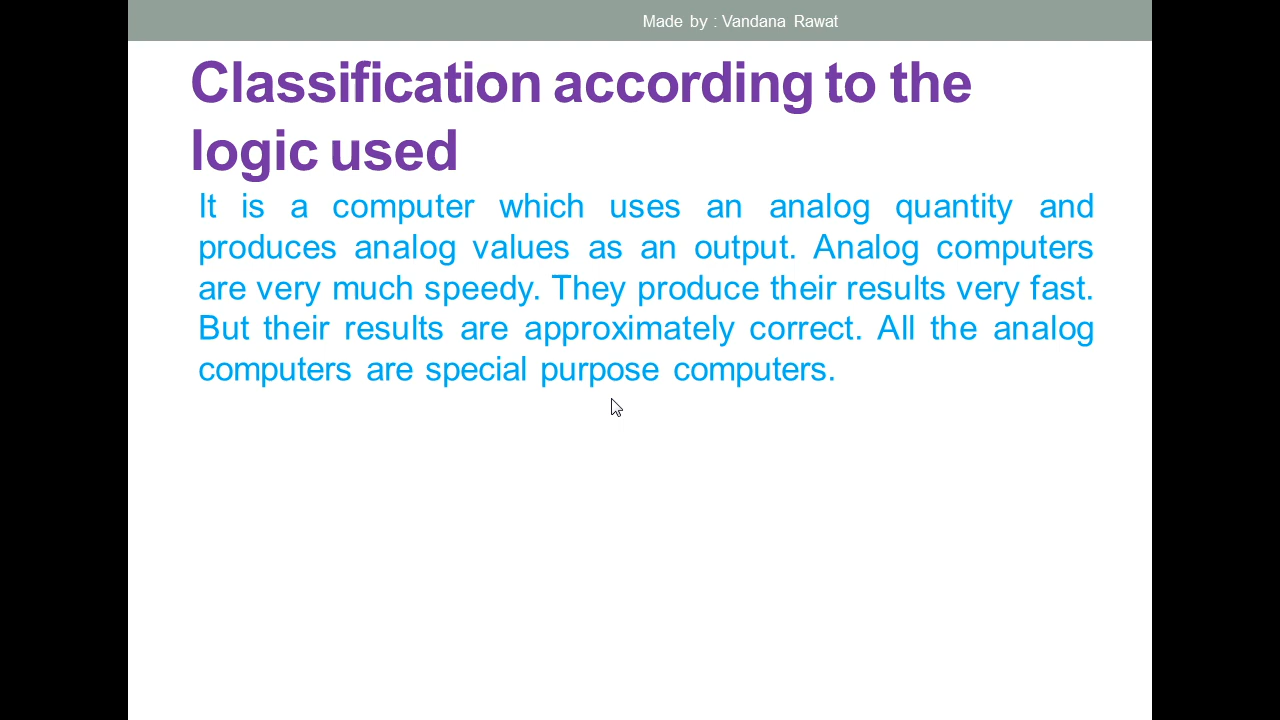 Made by : Vandana Rawat
Classification according to the
logic used
It is a computer which uses an analog quantity and
produces analog values as an output. Analog computers
are very much speedy. They produce their results very fast.
But their results are approximately correct. All the analog
computers are special purpose computers.